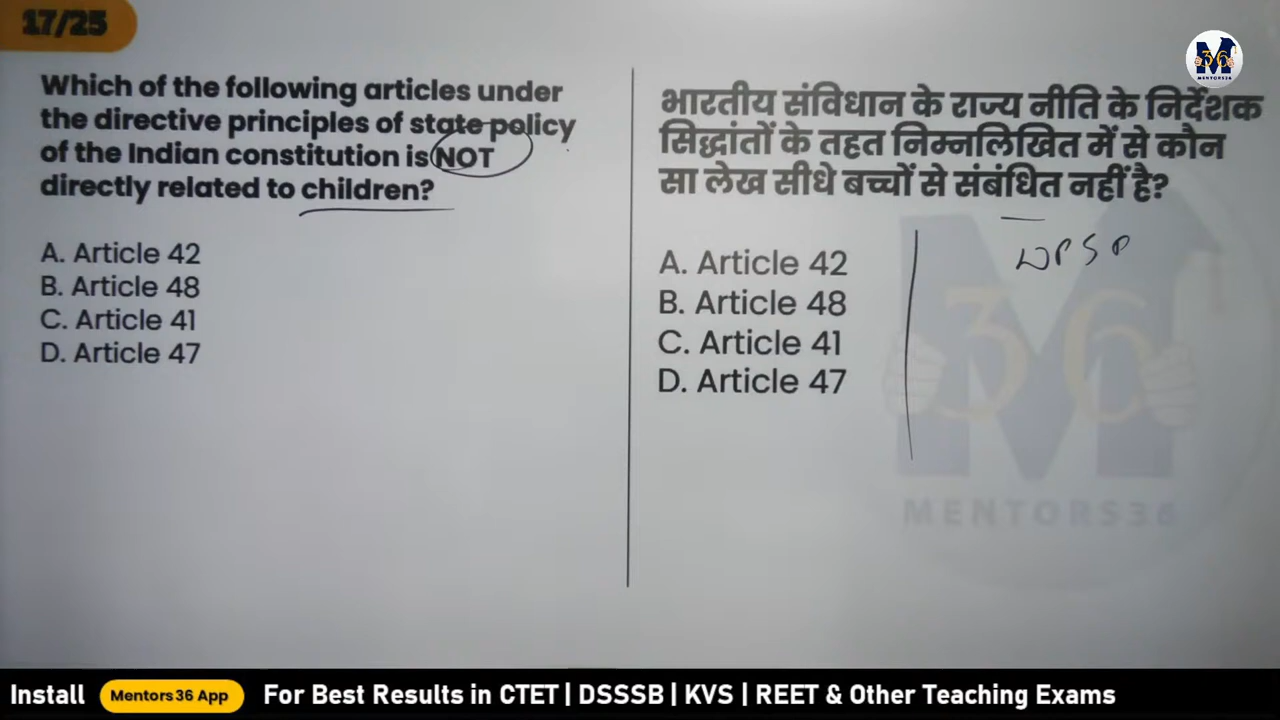 17/25
M
36
MENTORS36
Which of the following articles under
the directive principles of state policy
of the Indian constitution is NOT
directly related to children?
A. Article 42
B. Article 48
C. Article 41
D. Article 47
भारतीय संविधान के राज्य नीति के निर्देशक
सिद्धांतों के तहत निम्नलिखित में से कौन
सा लेख सीधे बच्चों से संबंधित नहीं है?
DPSP
A. Article 42
B. Article 48
C. Article 41
D. Article 47
36
MENTORS36
Install Mentors36 App For Best Results in CTET | DSSSB | KVS | REET & Other Teaching Exams